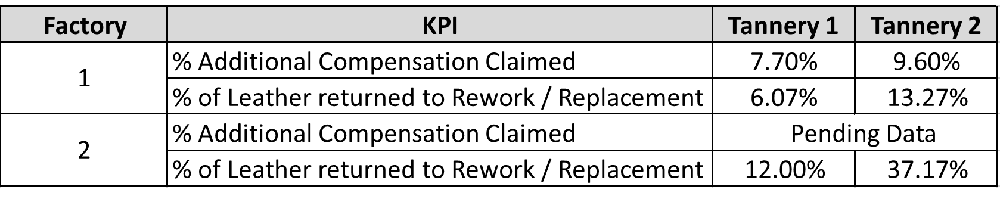 Factory KPI Tannery 1 Tannery 2
1 % Additional Compensation Claimed 7.70% 9.60%
% of Leather returned to Rework / Replacement 6.07% 13.27%
2 % Additional Compensation Claimed Pending Data
% of Leather returned to Rework / Replacement 12.00% 37.17%